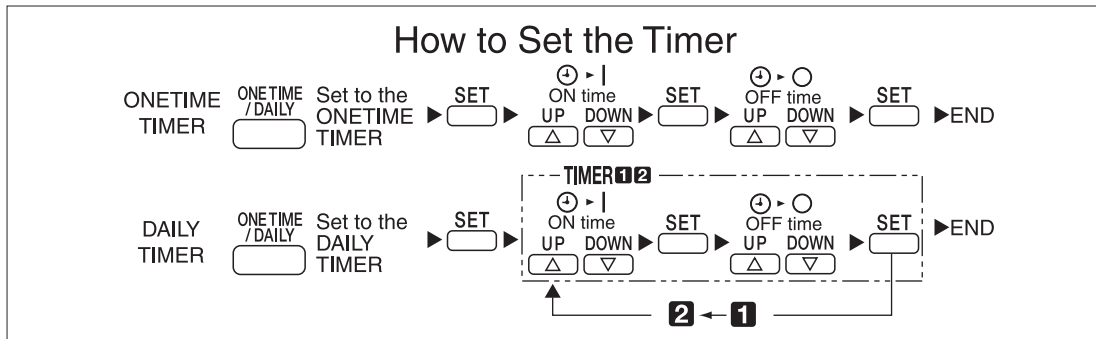 How to Set the Timer
ONETIME TIMER
ONETIME /DAILY
Set to the ONETIME TIMER
SET
ON time
UP DOWN
SET
OFF time
UP DOWN
SET
END
DAILY TIMER
ONETIME /DAILY
Set to the DAILY TIMER
SET
TIMER 1 2
ON time
UP DOWN
SET
OFF time
UP DOWN
SET
END
2 ← 1